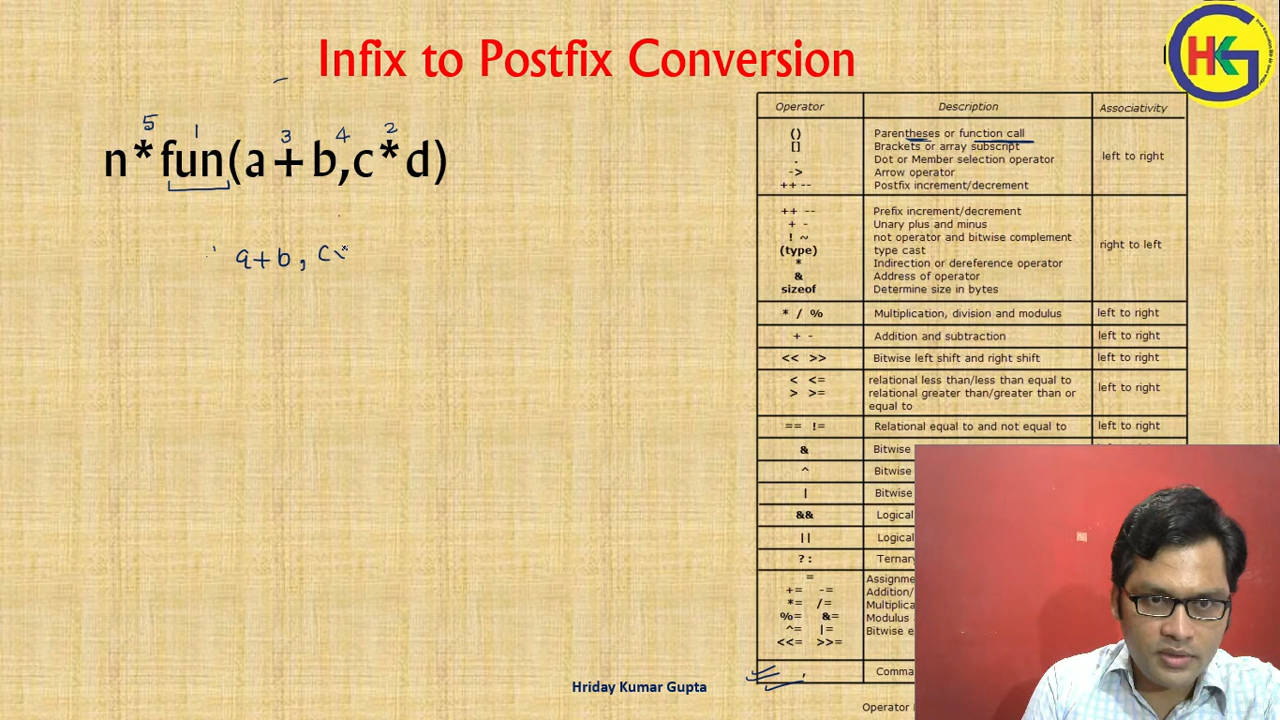 Infix to Postfix Conversion
HKG
5 1 3 4 2
n*fun(a+b,c*d)
a+b, c*
Operator Description Associativity
() Parentheses or function call
[] Brackets or array subscript
. Dot or Member selection operator
-> Arrow operator
++ -- Postfix increment/decrement
left to right
++ -- Prefix increment/decrement
+ - Unary plus and minus
! ~ not operator and bitwise complement
(type) type cast
* Indirection or dereference operator
& Address of operator
sizeof Determine size in bytes
right to left
* / % Multiplication, division and modulus left to right
+ - Addition and subtraction left to right
<< >> Bitwise left shift and right shift left to right
< <= relational less than/less than equal to
> >= relational greater than/greater than or
equal to
left to right
== != Relational equal to and not equal to left to right
& Bitwise
^ Bitwise
| Bitwise
&& Logical
|| Logical
? : Ternary
= Assignme
+= -= Addition/
*= /= Multiplica
%= &= Modulus
^= |= Bitwise e
<<= >>=
, Comma
Operator
Hriday Kumar Gupta